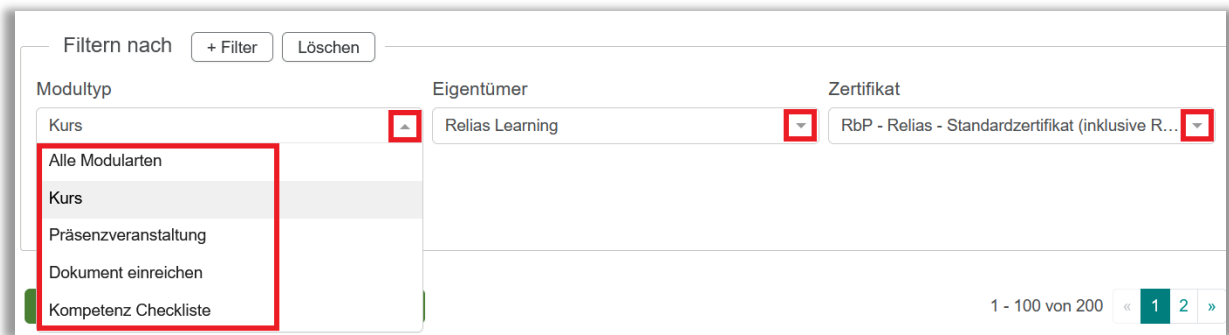 Filtern nach + Filter Löschen
Modultyp Eigentümer Zertifikat
Kurs Relias Learning RbP - Relias - Standardzertifikat (inklusive R...
Alle Modularten
Kurs
Präsenzveranstaltung
Dokument einreichen
Kompetenz Checkliste
1 - 100 von 200 « 1 2 »